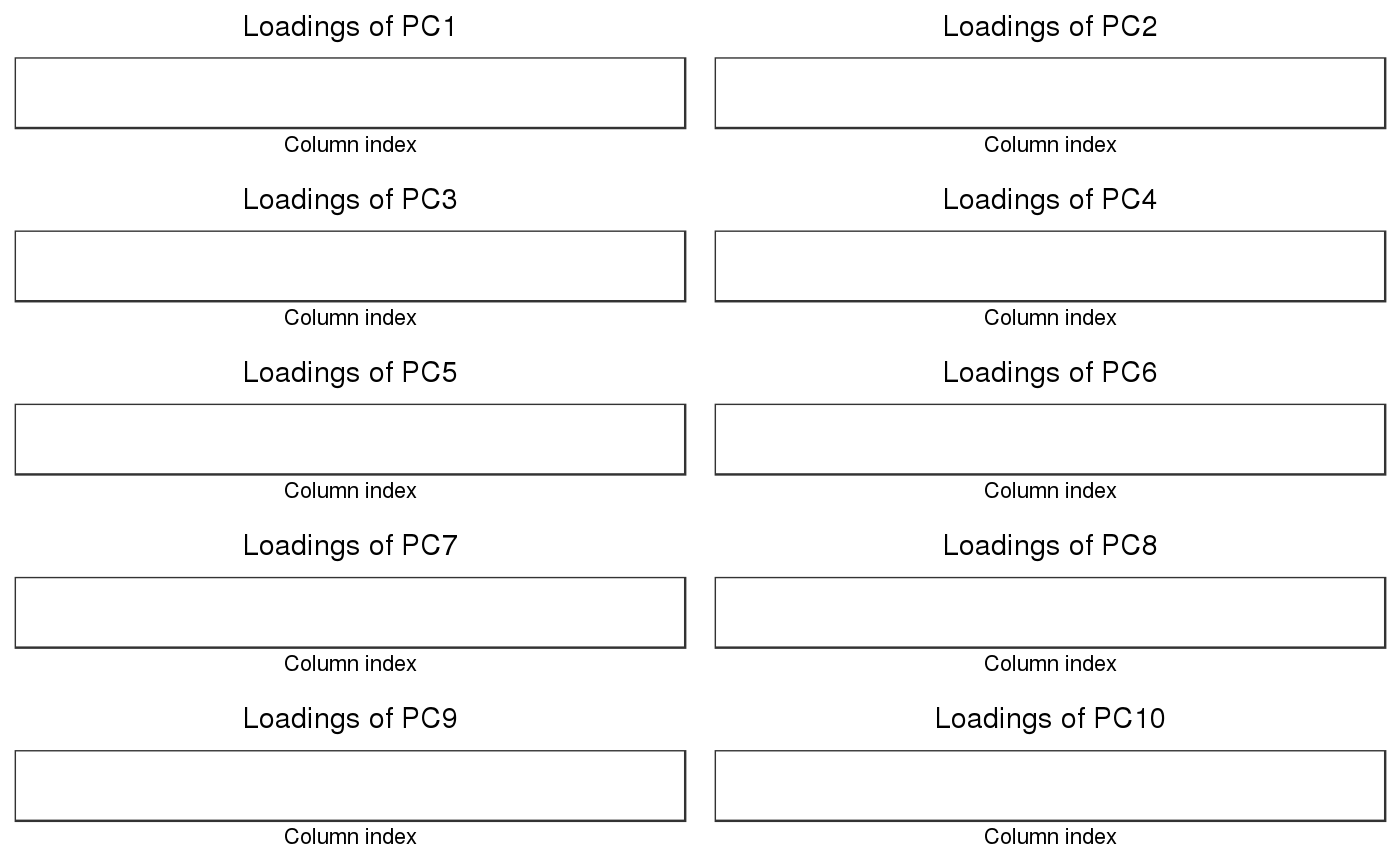 Loadings of PC1
Column index
Loadings of PC2
Column index
Loadings of PC3
Column index
Loadings of PC4
Column index
Loadings of PC5
Column index
Loadings of PC6
Column index
Loadings of PC7
Column index
Loadings of PC8
Column index
Loadings of PC9
Column index
Loadings of PC10
Column index